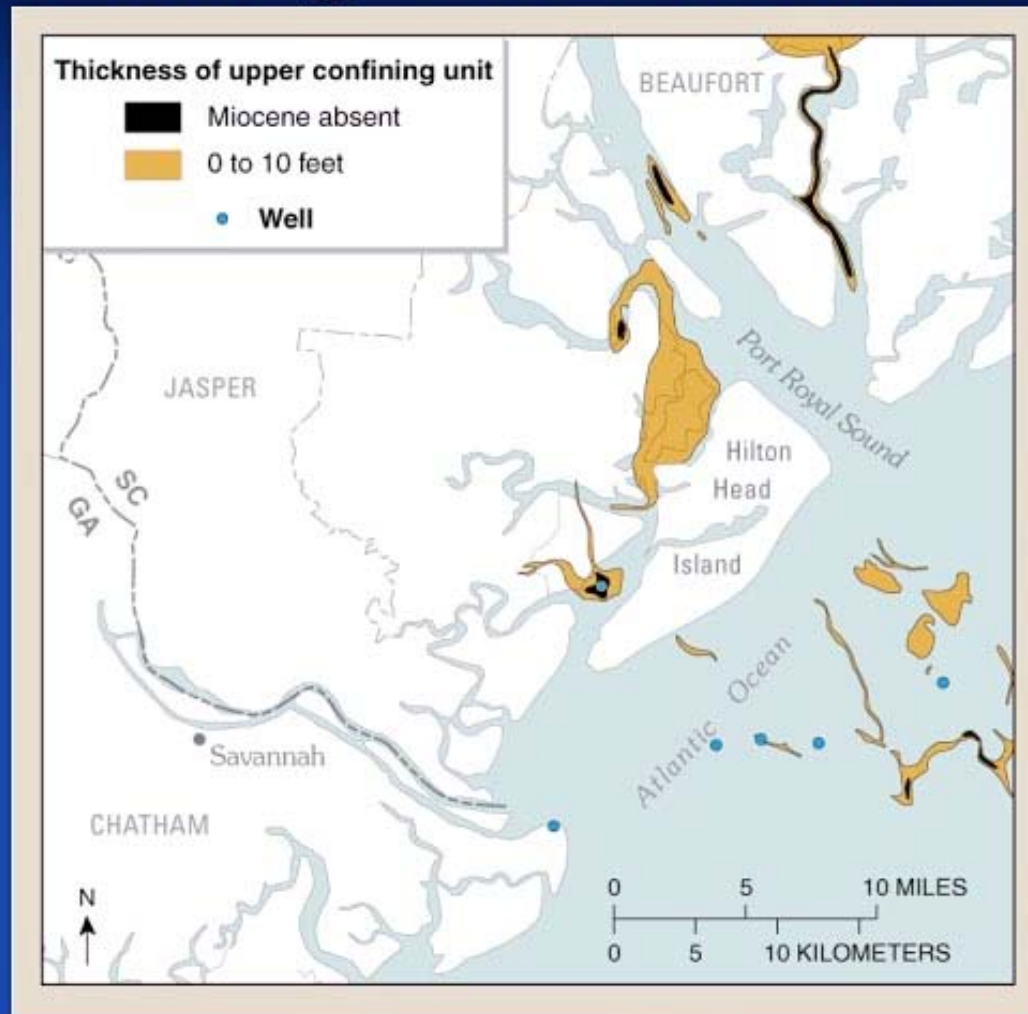 Thickness of upper confining unit
Miocene absent
0 to 10 feet
Well
BEAUFORT
JASPER
Port Royal Sound
Hilton
Head
Island
SC
GA
Atlantic Ocean
Savannah
CHATHAM
N
0 5 10 MILES
0 5 10 KILOMETERS